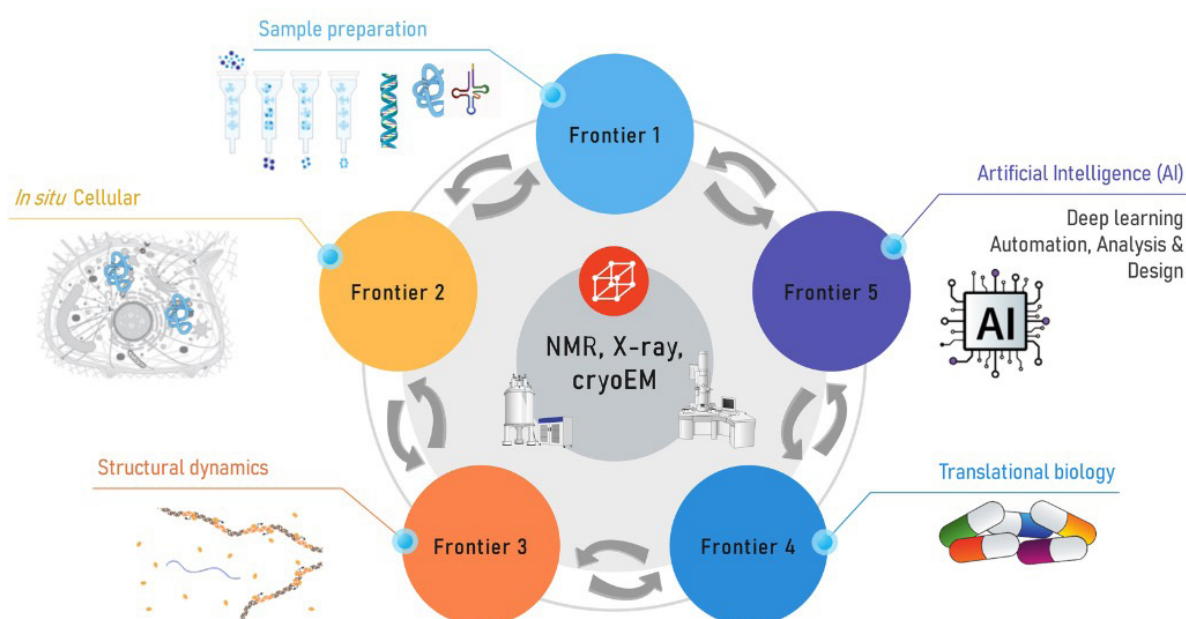 Sample preparation
Frontier 1
Artificial Intelligence (AI)
Deep learning
Automation, Analysis &
Design
AI
In situ Cellular
Frontier 2
Frontier 5
NMR, X-ray,
cryoEM
Structural dynamics
Translational biology
Frontier 3
Frontier 4